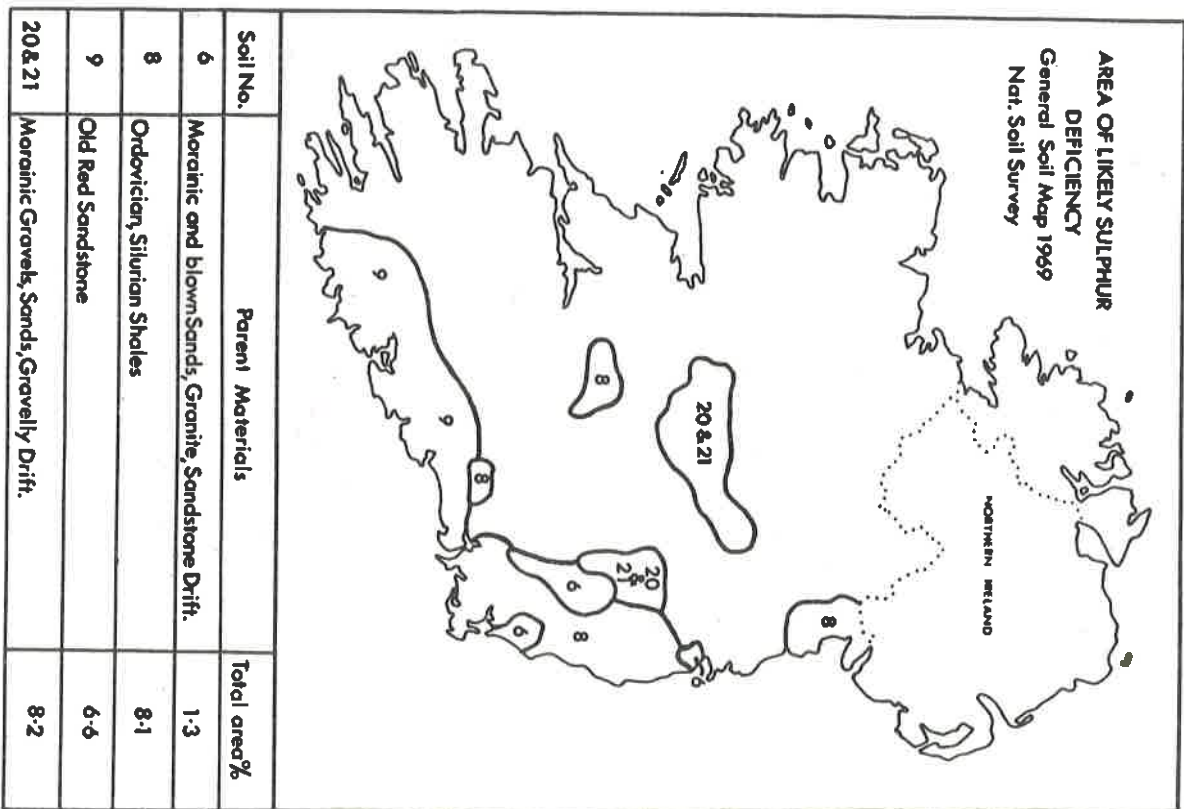 AREA OF LIKELY SULPHUR
DEFICIENCY
General Soil Map 1969
Nat. Soil Survey
NORTHERN IRELAND
8
20 & 21
6
8
20 & 21
6
8
6
8
9
9
Soil No. Parent Materials Total area%
6 Morainic and blown Sands, Granite, Sandstone Drift. 1·3
8 Ordovician, Silurian Shales 8·1
9 Old Red Sandstone 6·6
20 & 21 Morainic Gravels, Sands, Gravelly Drift. 8·2